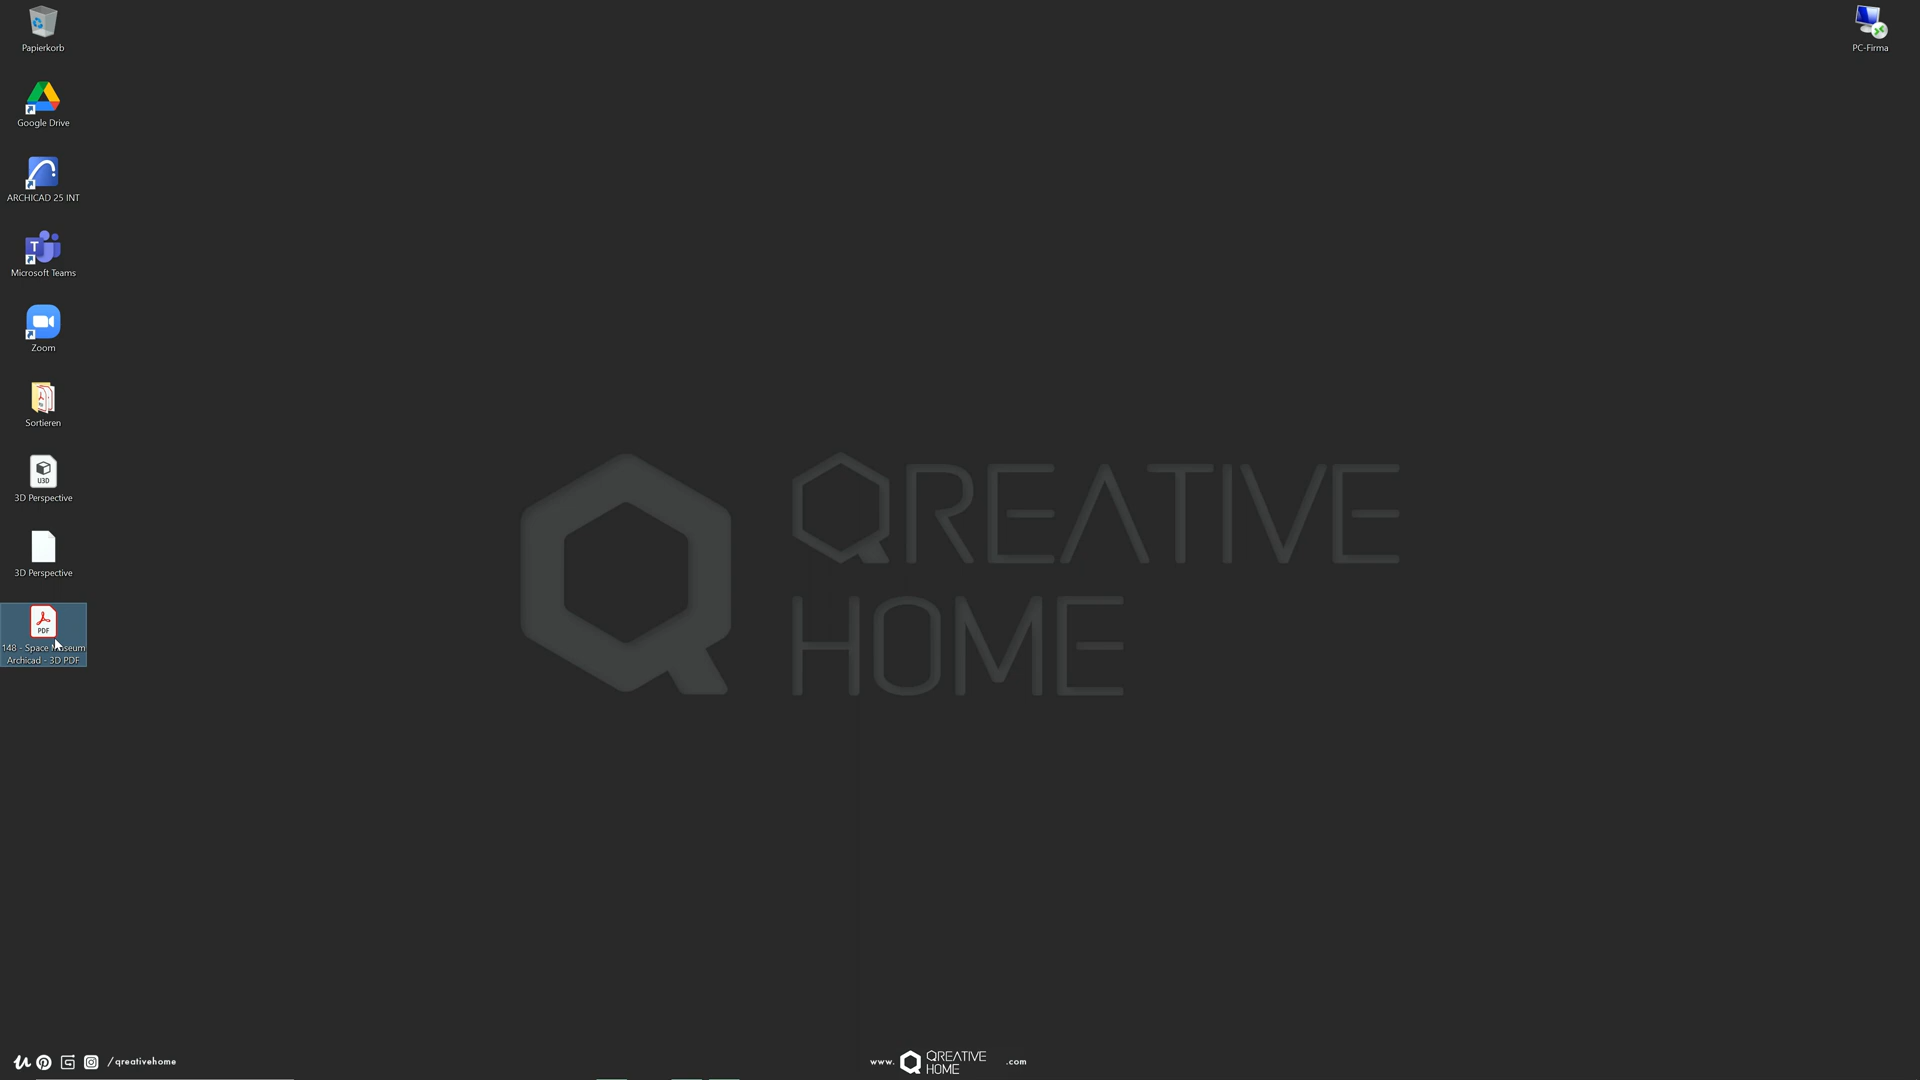 Papierkorb
PC-Firma
Google Drive
ARCHICAD 25 INT
Microsoft Teams
Zoom
Sortieren
U3D
3D Perspective
3D Perspective
PDF
148 - Space Museum
Archicad - 3D PDF
QREATIVE
HOME
/qreativehome
www. QREATIVE HOME .com